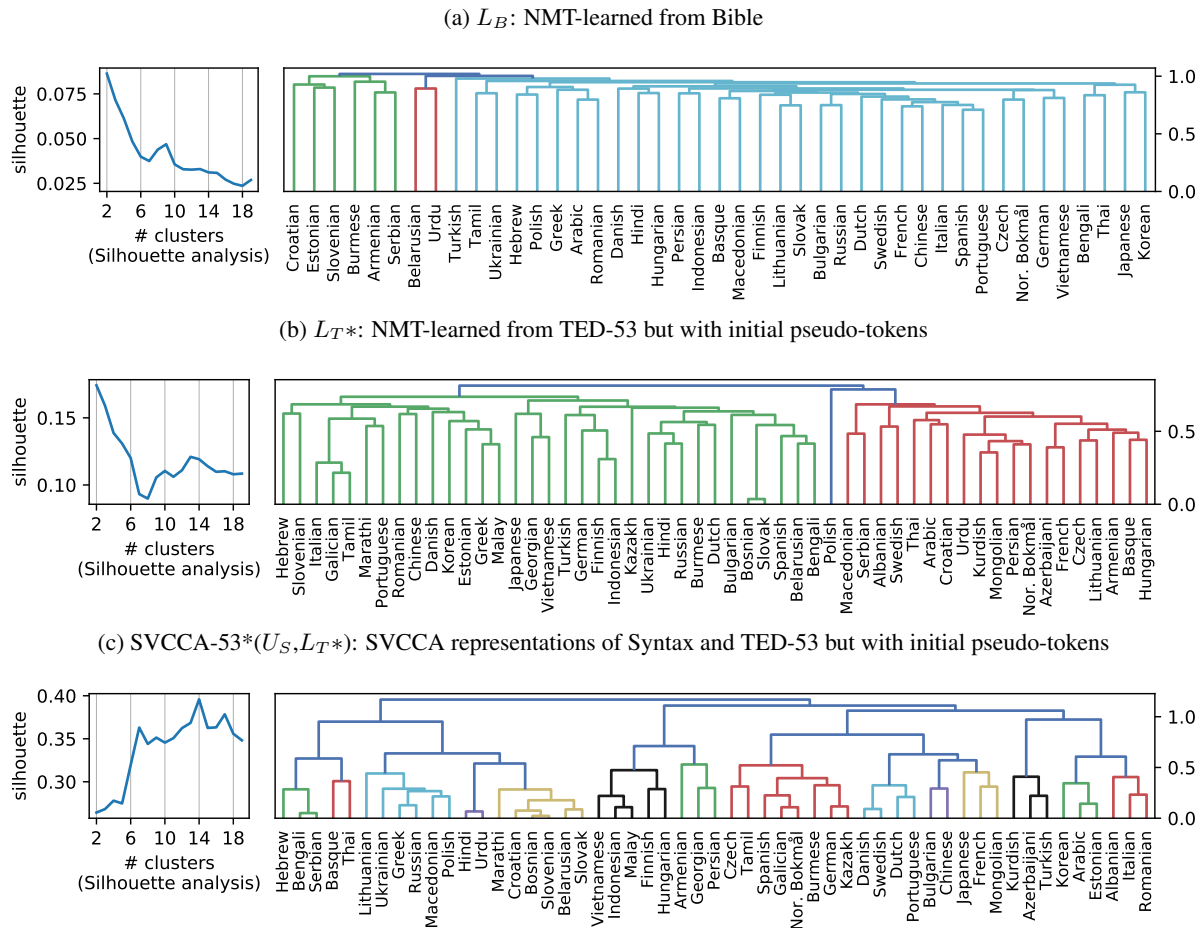 (a) L_B: NMT-learned from Bible
silhouette
0.075
0.050
0.025
2 6 10 14 18
# clusters
(Silhouette analysis)
1.0
0.5
0.0
Croatian
Estonian
Slovenian
Burmese
Armenian
Serbian
Belarusian
Urdu
Turkish
Tamil
Ukrainian
Hebrew
Polish
Greek
Arabic
Romanian
Danish
Hindi
Hungarian
Persian
Indonesian
Basque
Macedonian
Finnish
Lithuanian
Slovak
Bulgarian
Russian
Dutch
Swedish
French
Chinese
Italian
Spanish
Portuguese
Czech
Nor. Bokmål
German
Vietnamese
Bengali
Thai
Japanese
Korean
(b) L_T*: NMT-learned from TED-53 but with initial pseudo-tokens
silhouette
0.15
0.10
2 6 10 14 18
# clusters
(Silhouette analysis)
0.5
0.0
Hebrew
Slovenian
Italian
Galician
Tamil
Marathi
Portuguese
Romanian
Chinese
Danish
Korean
Estonian
Greek
Malay
Japanese
Georgian
Vietnamese
Turkish
German
Finnish
Indonesian
Kazakh
Ukrainian
Hindi
Russian
Burmese
Dutch
Bulgarian
Bosnian
Slovak
Spanish
Belarusian
Bengali
Polish
Macedonian
Serbian
Albanian
Swedish
Thai
Arabic
Croatian
Urdu
Kurdish
Mongolian
Persian
Nor. Bokmål
Azerbaijani
French
Czech
Lithuanian
Armenian
Basque
Hungarian
(c) SVCCA-53*(U_S,L_T*): SVCCA representations of Syntax and TED-53 but with initial pseudo-tokens
silhouette
0.40
0.35
0.30
2 6 10 14 18
# clusters
(Silhouette analysis)
1.0
0.5
0.0
Hebrew
Bengali
Serbian
Basque
Thai
Lithuanian
Ukrainian
Greek
Russian
Macedonian
Polish
Hindi
Urdu
Marathi
Croatian
Bosnian
Slovenian
Belarusian
Slovak
Vietnamese
Indonesian
Malay
Finnish
Hungarian
Armenian
Georgian
Persian
Czech
Tamil
Spanish
Galician
Nor. Bokmål
Burmese
German
Kazakh
Danish
Swedish
Dutch
Portuguese
Bulgarian
Chinese
Japanese
French
Mongolian
Kurdish
Azerbaijani
Turkish
Korean
Arabic
Estonian
Albanian
Italian
Romanian